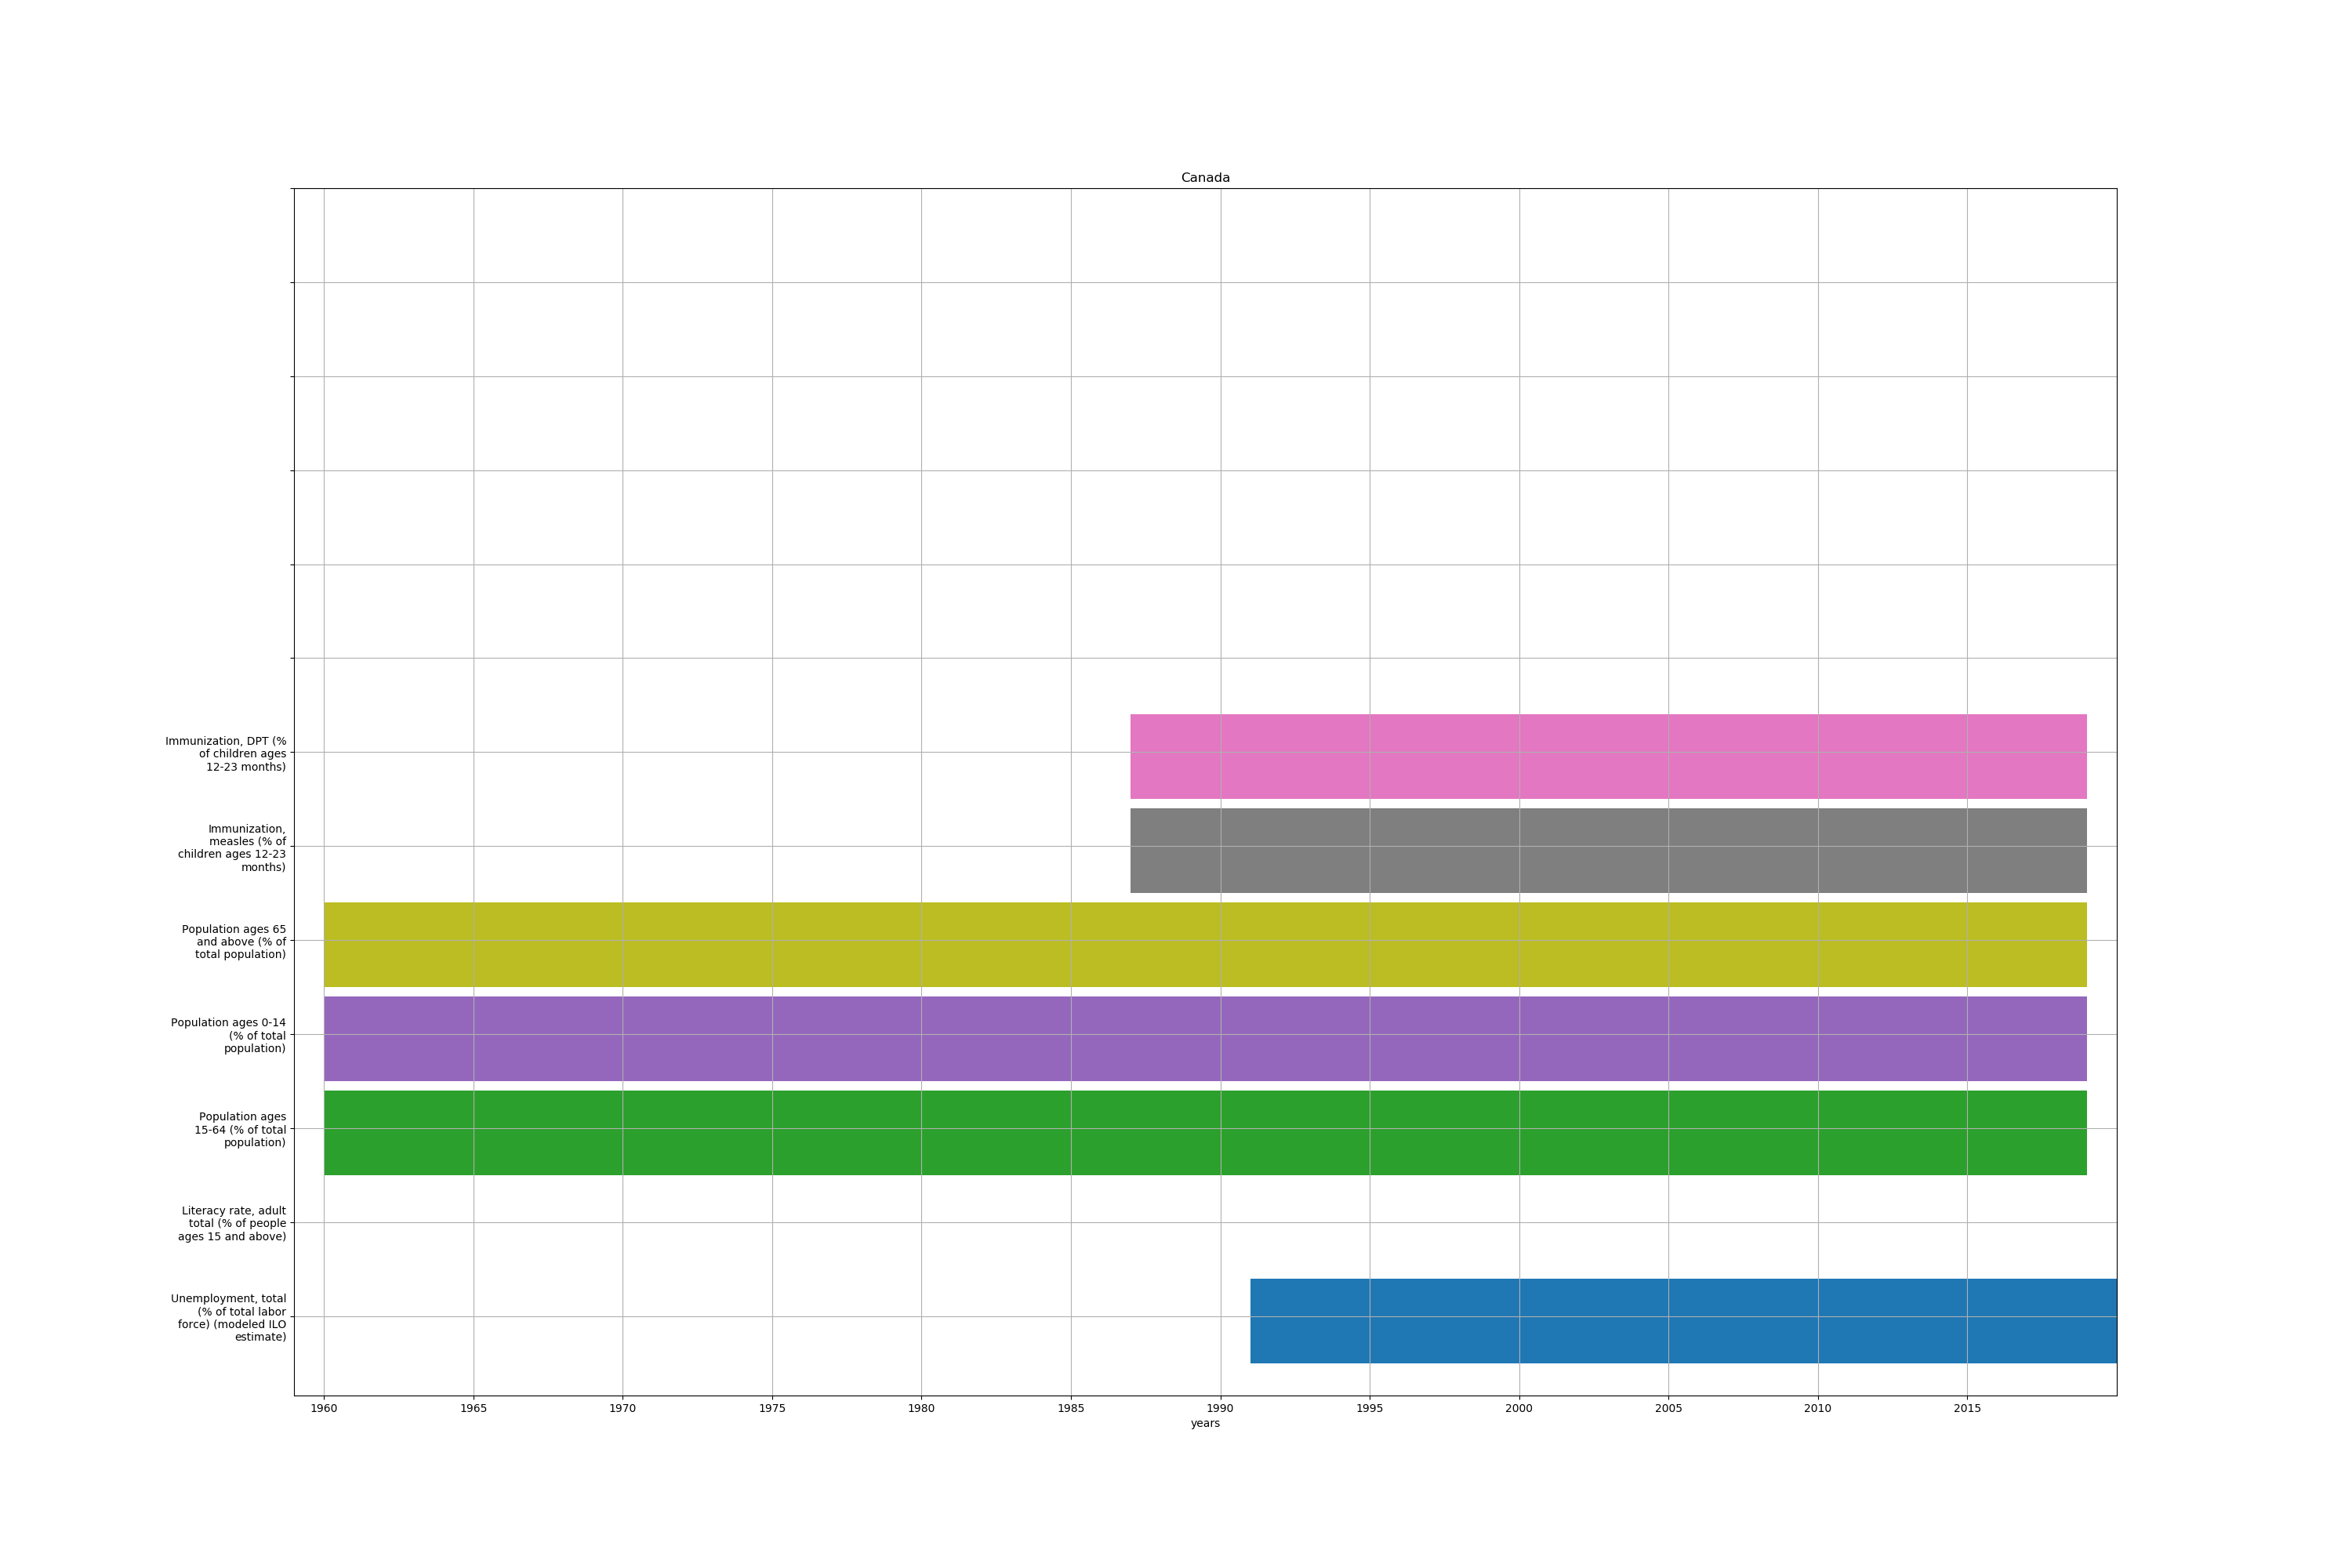 Canada
Immunization, DPT (%
of children ages
12-23 months)
Immunization,
measles (% of
children ages 12-23
months)
Population ages 65
and above (% of
total population)
Population ages 0-14
(% of total
population)
Population ages
15-64 (% of total
population)
Literacy rate, adult
total (% of people
ages 15 and above)
Unemployment, total
(% of total labor
force) (modeled ILO
estimate)
1960 1965 1970 1975 1980 1985 1990 1995 2000 2005 2010 2015
years